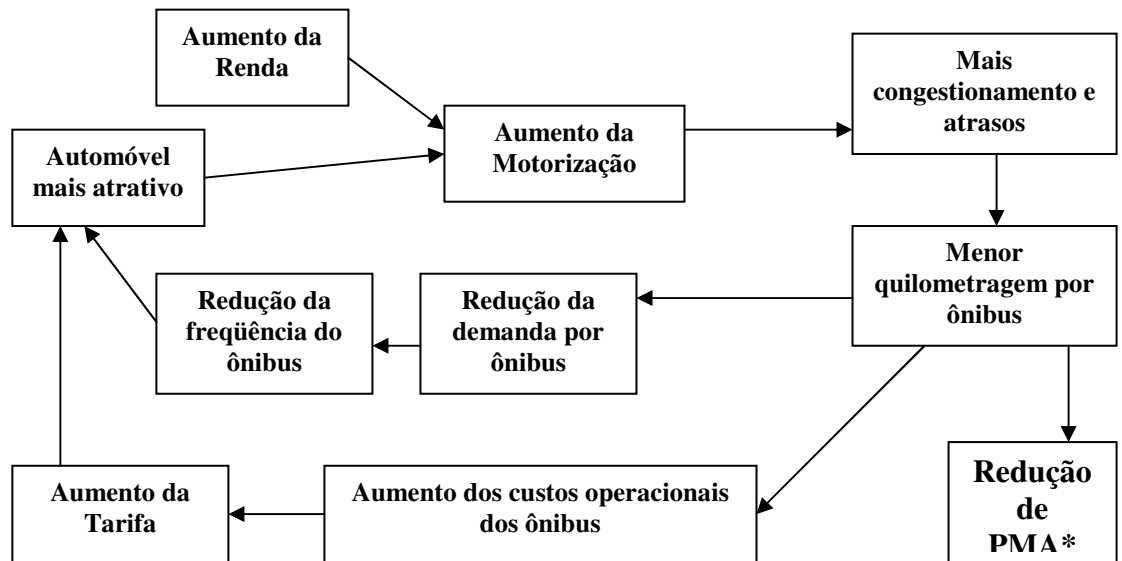 Aumento da
Renda
Mais
congestionamento e
atrasos
Aumento da
Motorização
Automóvel
mais atrativo
Menor
quilometragem por
ônibus
Redução da
freqüência do
ônibus
Redução da
demanda por
ônibus
Aumento da
Tarifa
Aumento dos custos operacionais
dos ônibus
Redução
de
PMA*